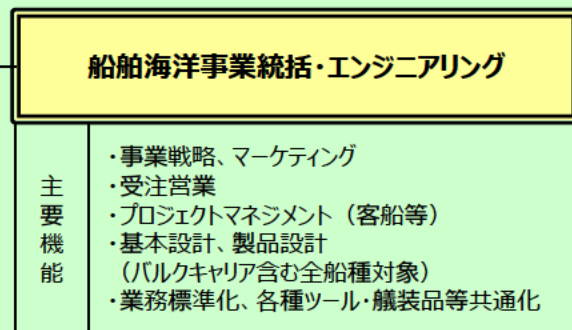 船舶海洋事業統括・エンジニアリング
主要機能
・事業戦略、マーケティング
・受注営業
・プロジェクトマネジメント（客船等）
・基本設計、製品設計
（バルクキャリア含む全船種対象）
・業務標準化、各種ツール・艤装品等共通化